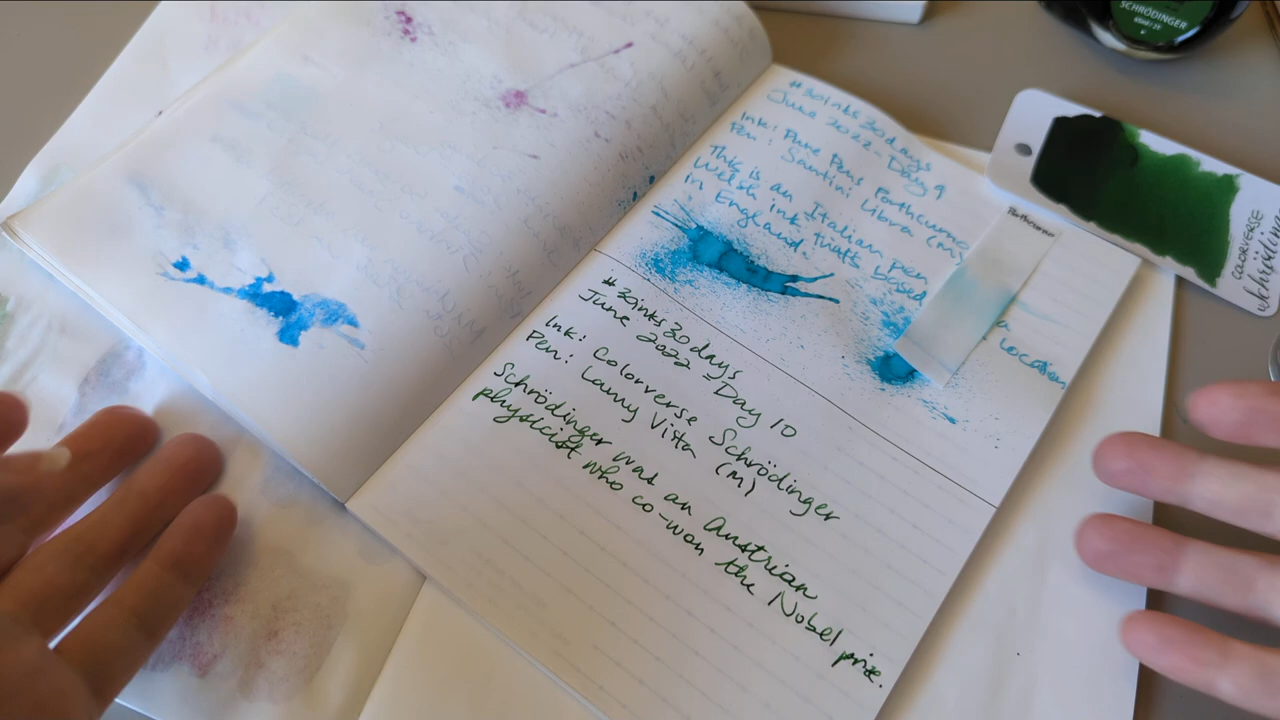 #30inks30days
June 2022 - Day 9
Ink: Pure Pens Porthcurno
Pen: Santini Libra (M)
This is an Italian pen
Welsh ink that's based
in England.
a
location
Porthcurno
#30inks30days
June 2022 - Day 10
Ink: Colorverse Schrödinger
Pen: Lamy Vista (M)
Schrödinger was an Austrian
physicist who co-won the Nobel prize.
SCHRÖDINGER
COLORVERSE
Schrödinger